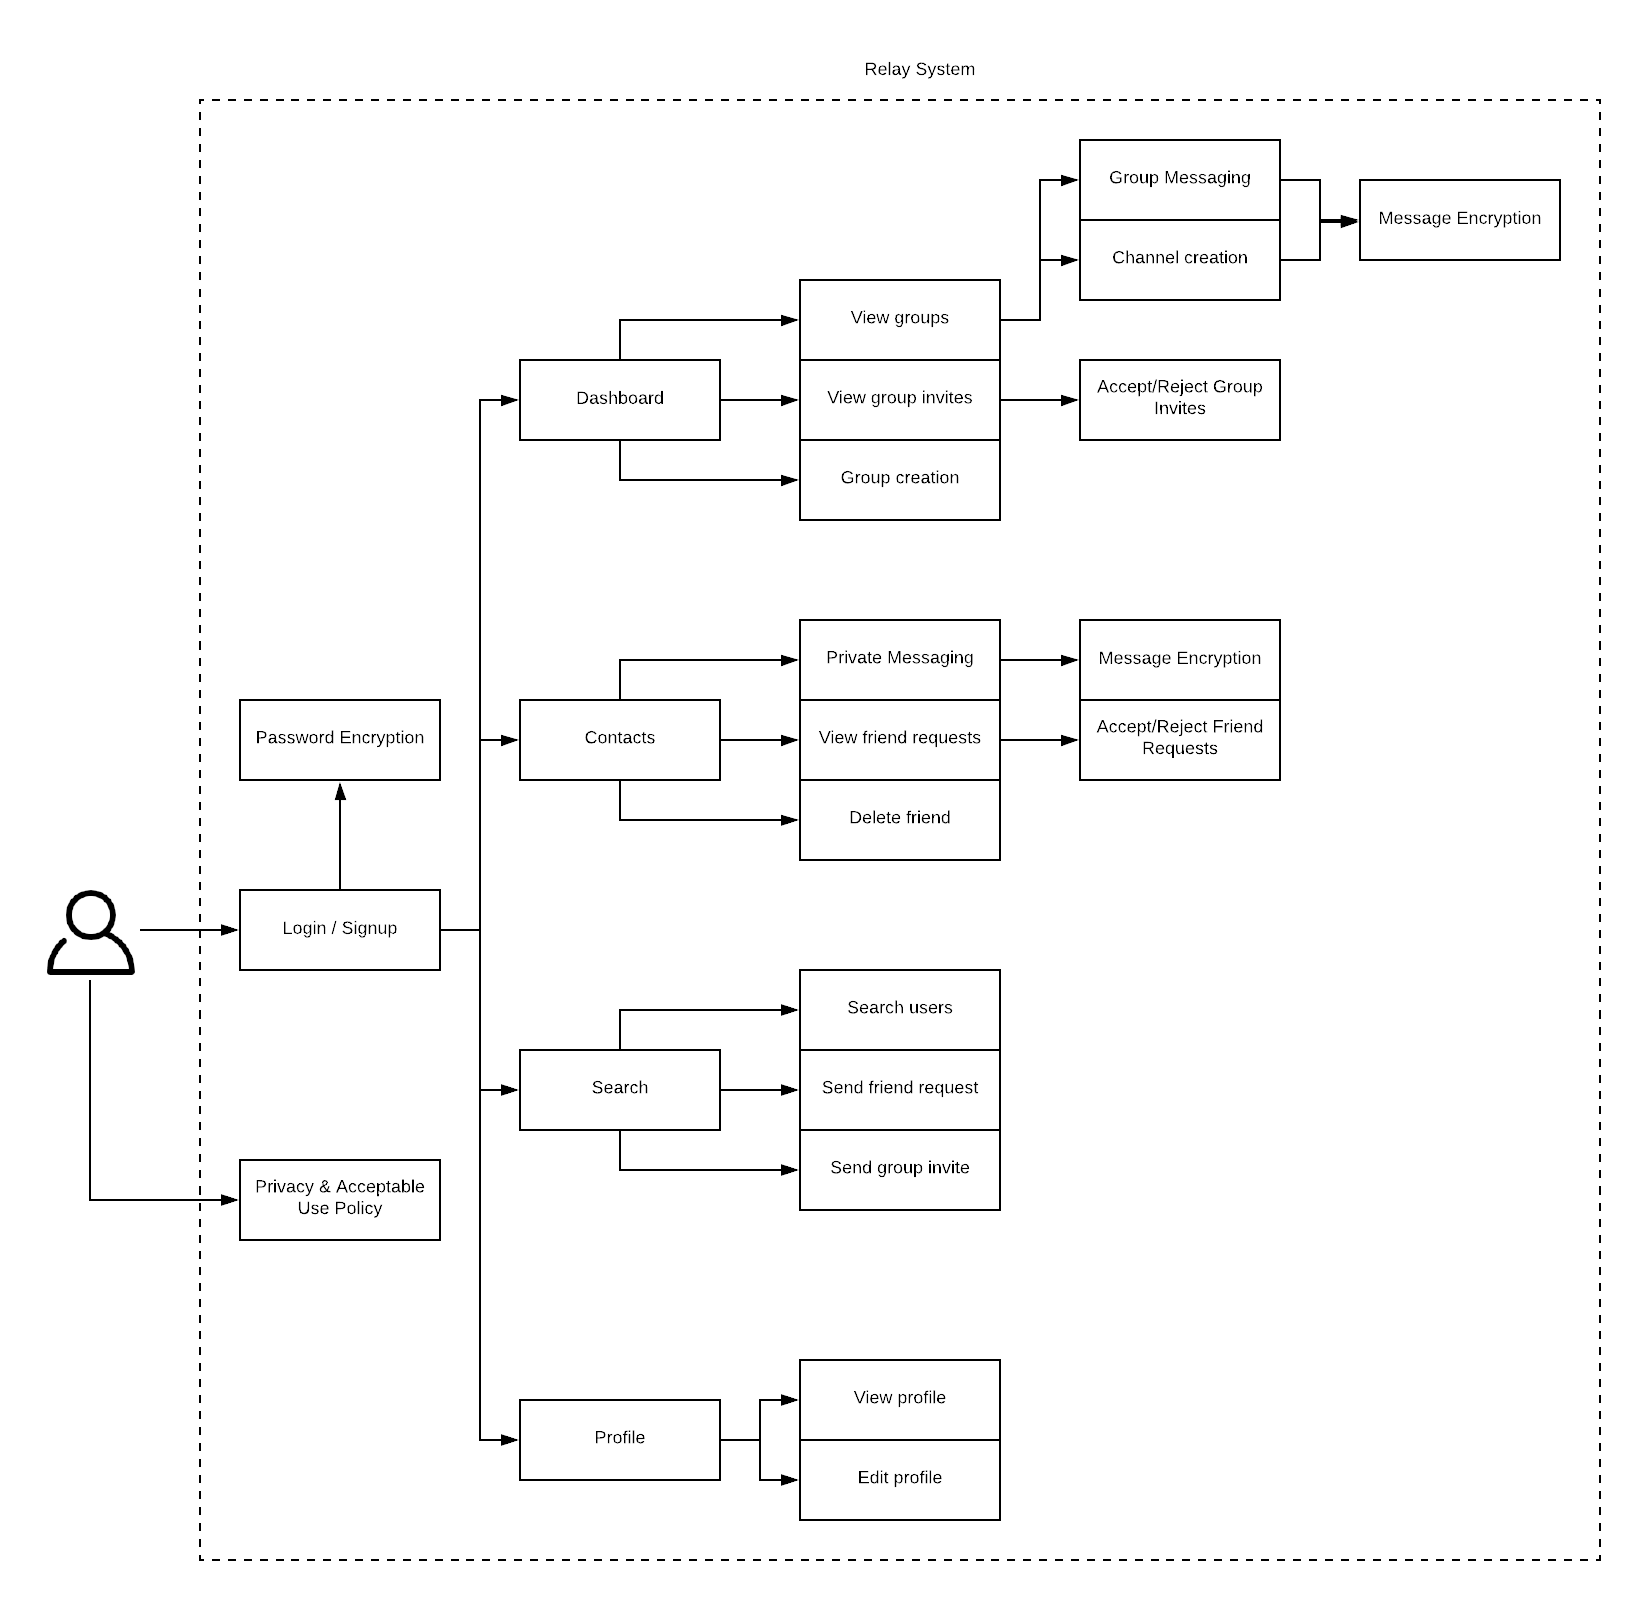 Relay System
Group Messaging
Channel creation
Message Encryption
View groups
View group invites
Group creation
Dashboard
Accept/Reject Group
Invites
Private Messaging
View friend requests
Delete friend
Contacts
Message Encryption
Accept/Reject Friend
Requests
Password Encryption
Login / Signup
Search users
Send friend request
Send group invite
Search
Privacy & Acceptable
Use Policy
View profile
Edit profile
Profile